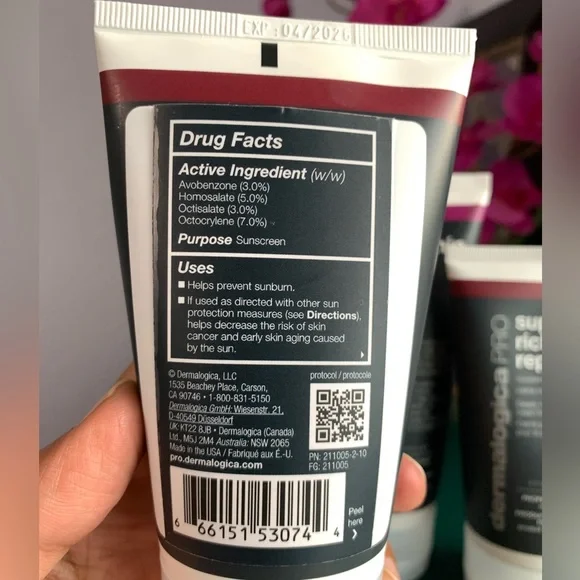 EXP: 04/2026
Drug Facts
Active Ingredient (w/w)
Avobenzone (3.0%)
Homosalate (5.0%)
Octisalate (3.0%)
Octocrylene (7.0%)
Purpose Sunscreen
Uses
■ Helps prevent sunburn.
■ If used as directed with other sun
protection measures (see Directions),
helps decrease the risk of skin
cancer and early skin aging caused
by the sun.
© Dermalogica, LLC
1535 Beachey Place, Carson,
CA 90746 • 1-800-831-5150
Dermalogica GmbH: Wiesenstr. 21,
D-40549 Düsseldorf
UK: KT22 8JB • Dermalogica (Canada)
Ltd., M5J 2M4 Australia: NSW 2065
Made in the USA / Fabriqué aux É.-U.
pro.dermalogica.com
protocol / protocole
PN: 211005-2-10
FG: 211005
6 66151 53074 4
Peel
here
dermalogica PRO